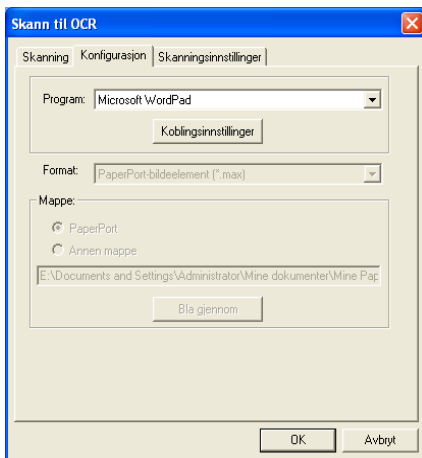 Skann til OCR
Skanning Konfigurasjon Skanningsinnstillinger
Program: Microsoft WordPad
Koblingsinnstillinger
Format: PaperPort-bildeelement (*.max)
Mappe:
PaperPort
Annen mappe
E:\Documents and Settings\Administrator\Mine dokumenter\Mine Pap
Bla gjennom
OK Avbryt